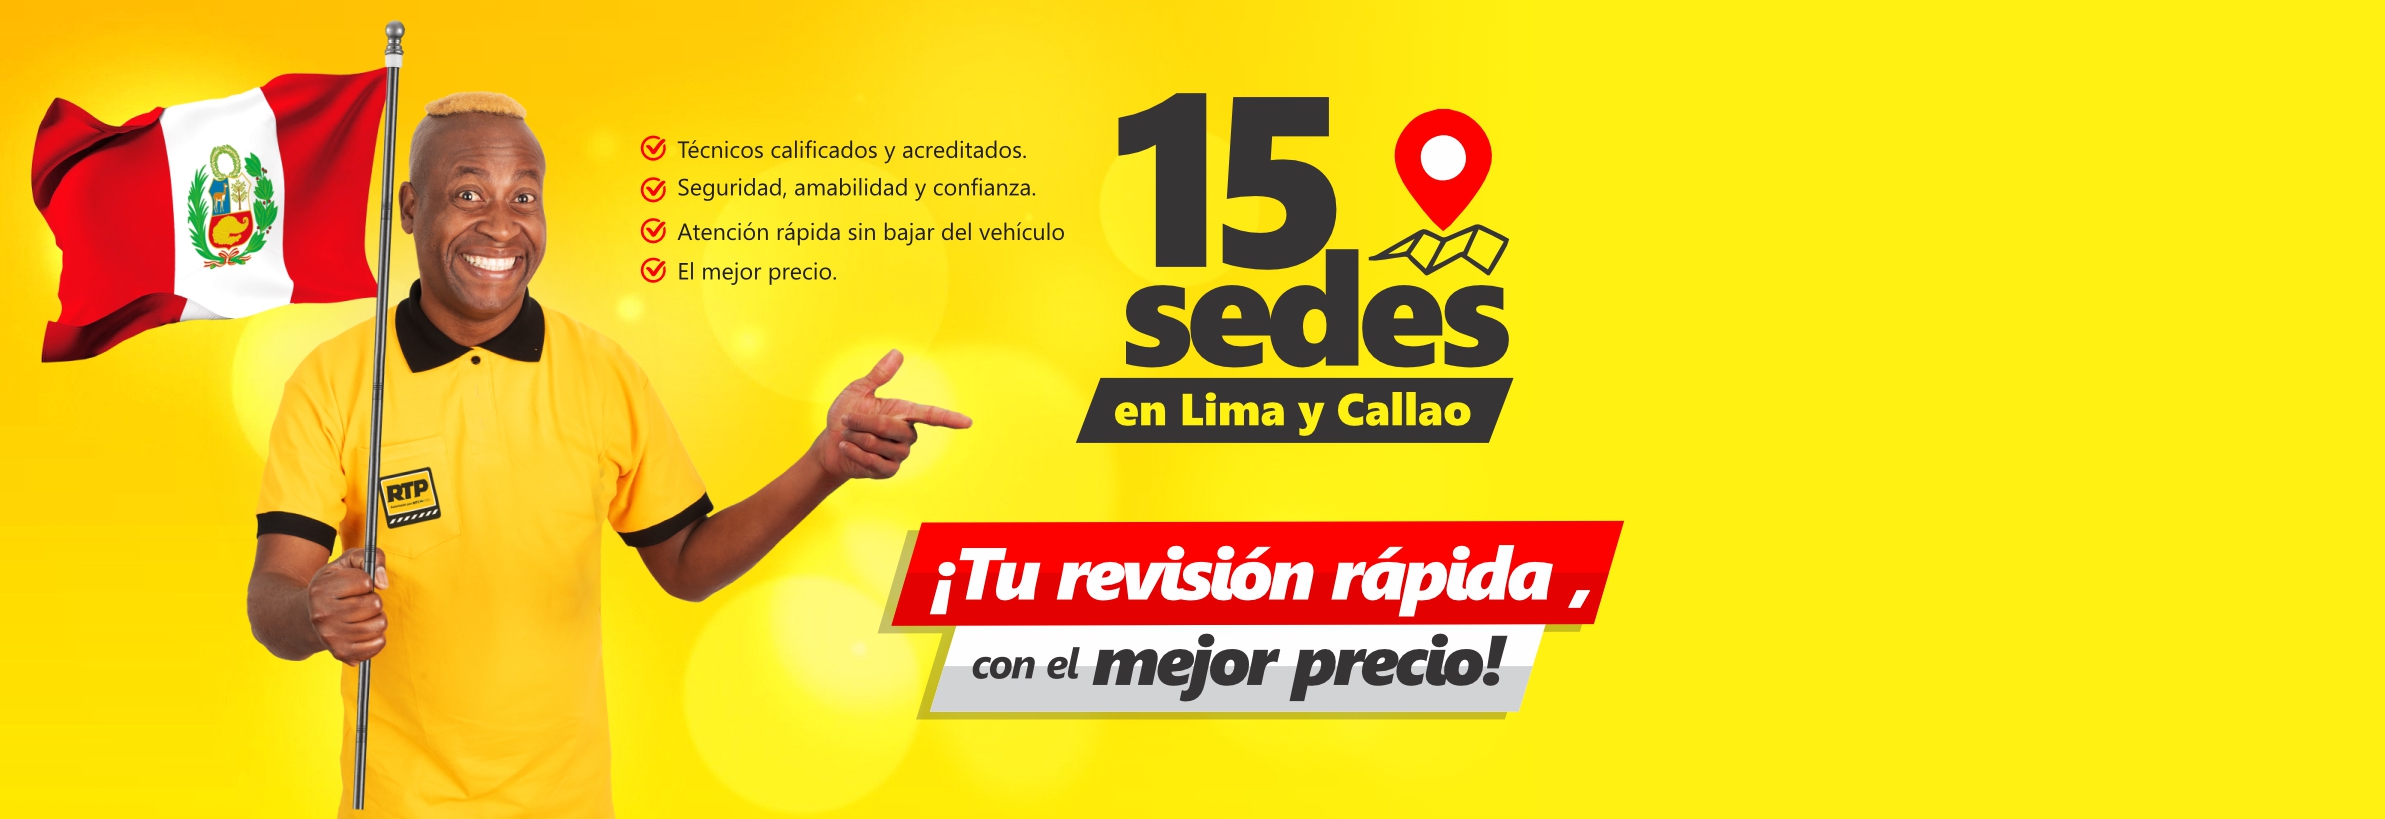 Técnicos calificados y acreditados.
Seguridad, amabilidad y confianza.
Atención rápida sin bajar del vehículo
El mejor precio.
15
sedes
en Lima y Callao
RTP
¡Tu revisión rápida ,
con el mejor precio!